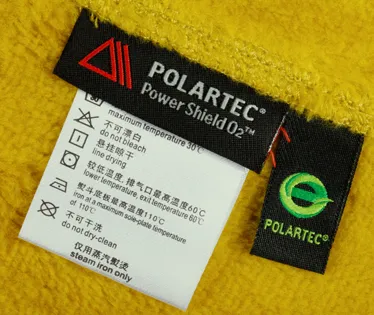 POLARTEC®
Power Shield O2™
maximum temperature 30℃
不可漂白
do not bleach
悬挂晾干
line drying
较低温度,排气口最高温度60℃
lower temperature, exit temperature 60℃
熨斗底板最高温度110℃
iron at a maximum sole-plate temperature
of 110℃
不可干洗
do not dry-clean
仅用蒸汽熨烫
steam iron only
POLARTEC®